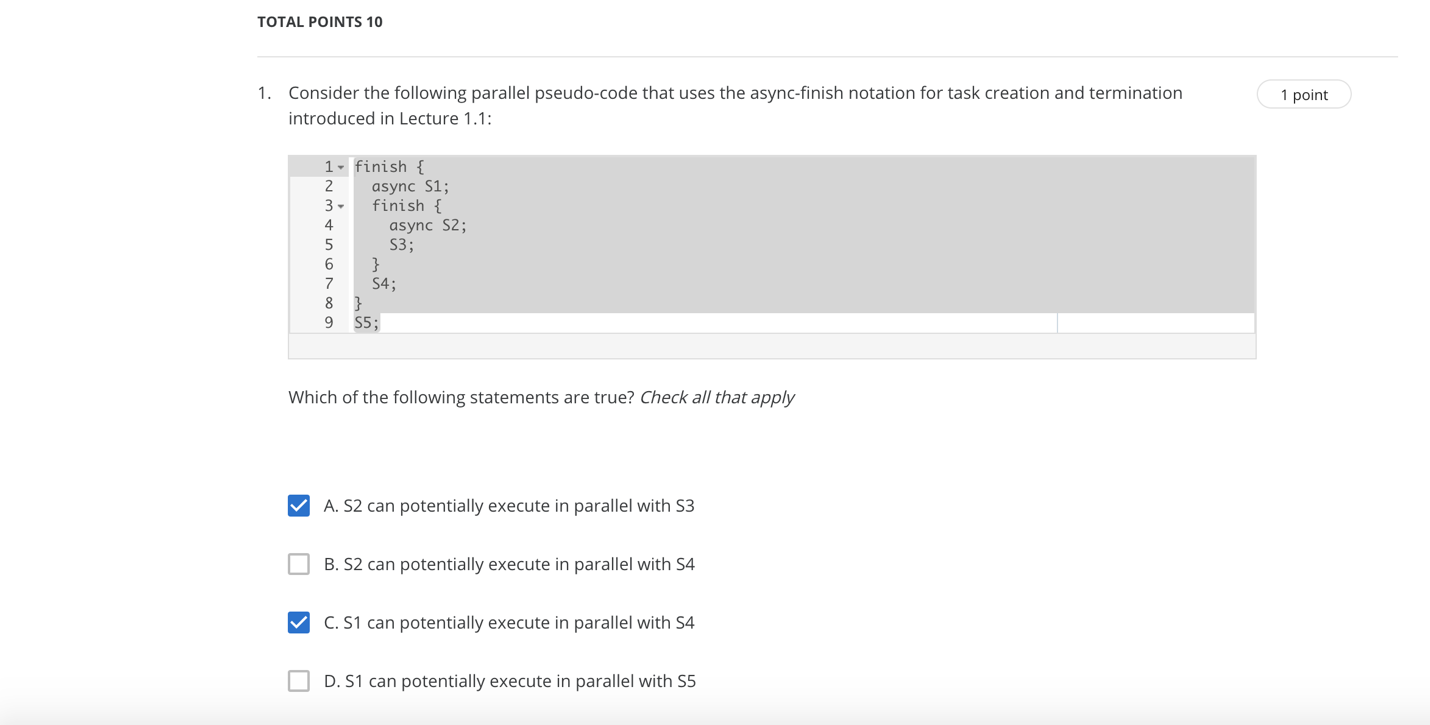 TOTAL POINTS 10
1. Consider the following parallel pseudo-code that uses the async-finish notation for task creation and termination
introduced in Lecture 1.1:
1 point
1 finish {
2 async S1;
3 finish {
4 async S2;
5 S3;
6 }
7 S4;
8 }
9 S5;
Which of the following statements are true? Check all that apply
A. S2 can potentially execute in parallel with S3
B. S2 can potentially execute in parallel with S4
C. S1 can potentially execute in parallel with S4
D. S1 can potentially execute in parallel with S5